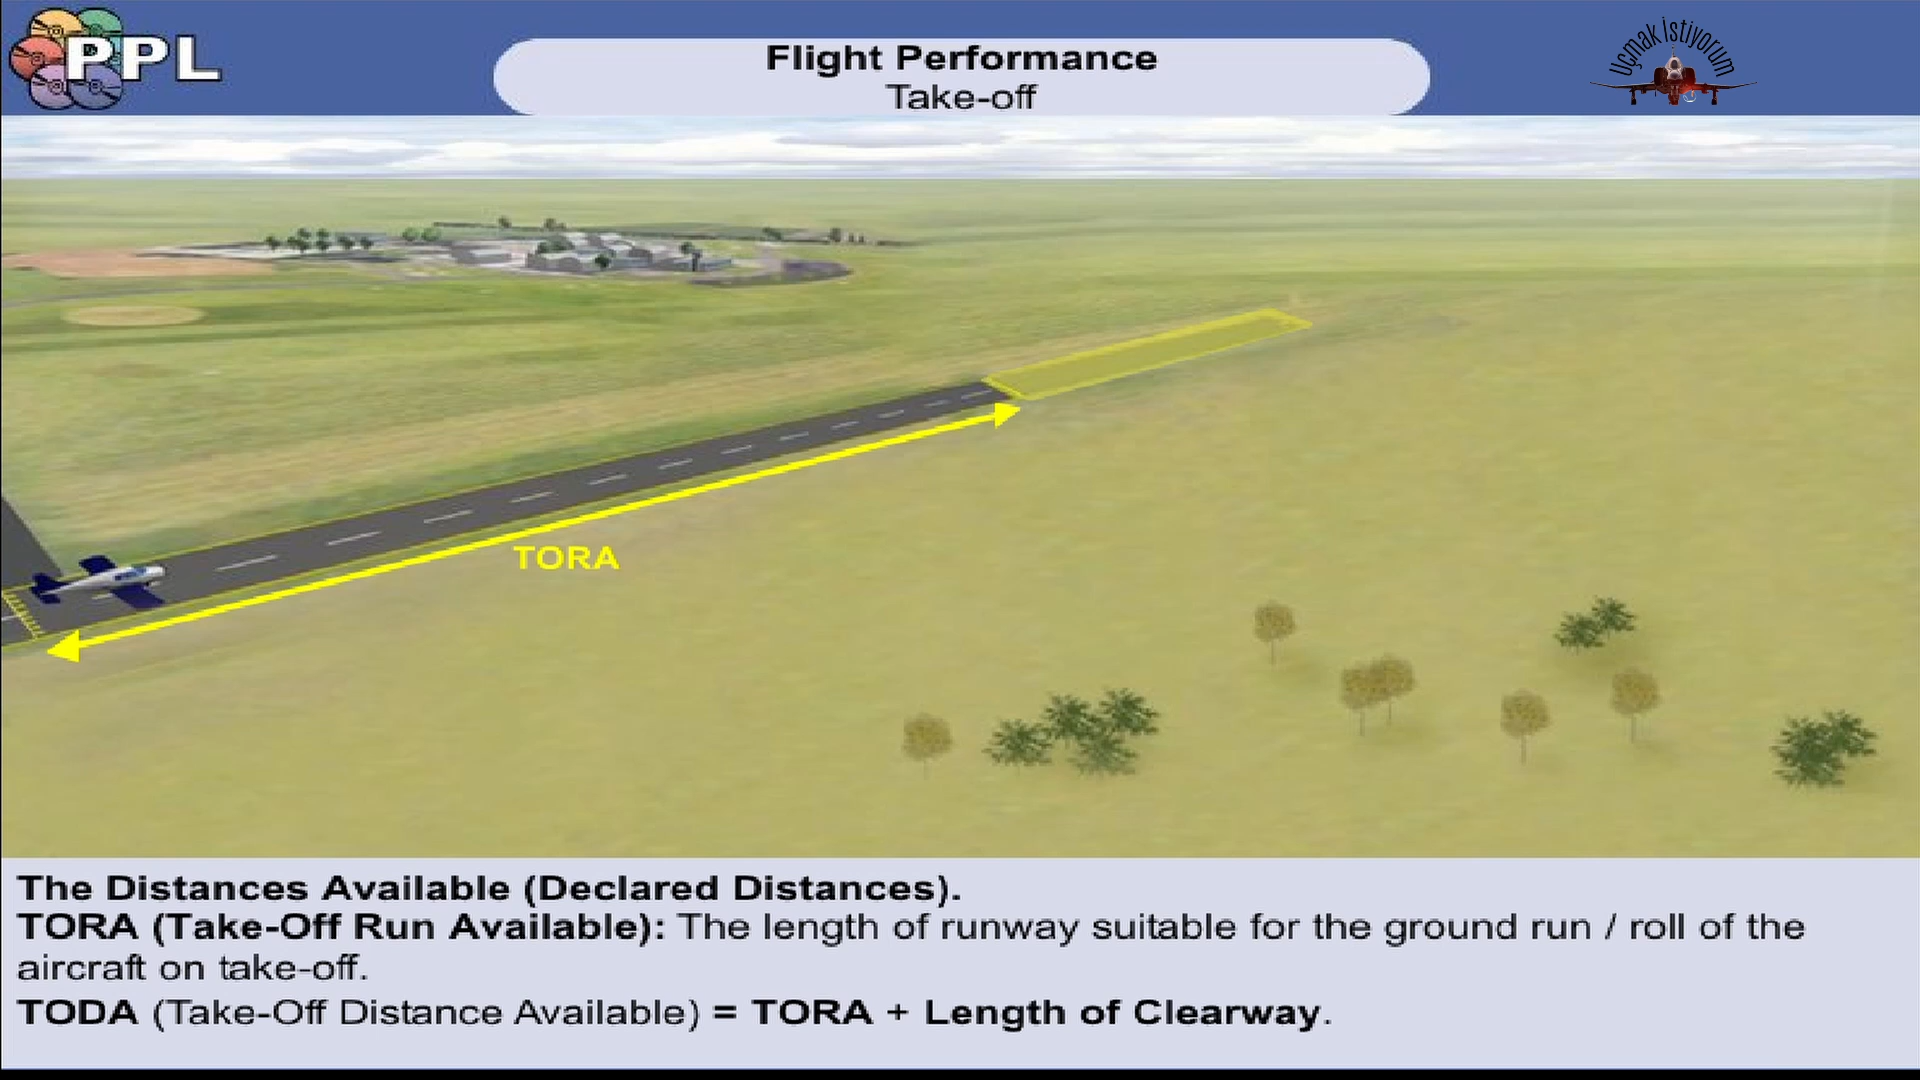 PPL
Flight Performance
Take-off
Uçmak İstiyorum
TORA
The Distances Available (Declared Distances).
TORA (Take-Off Run Available): The length of runway suitable for the ground run / roll of the
aircraft on take-off.
TODA (Take-Off Distance Available) = TORA + Length of Clearway.